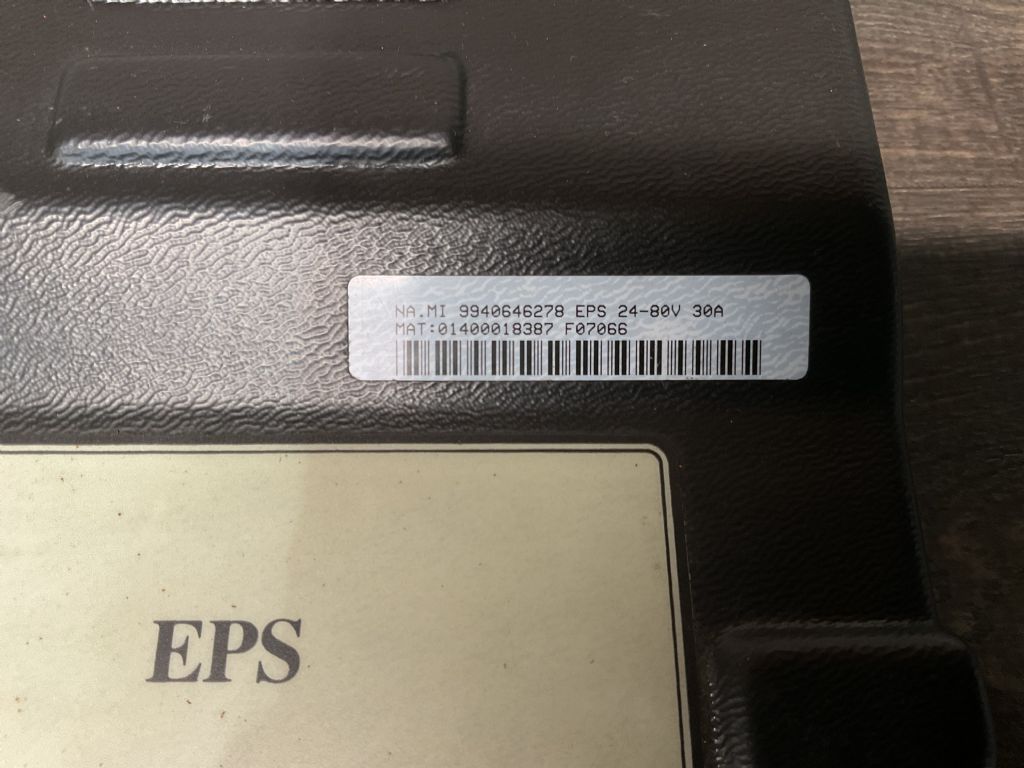 NA.MI 9940646278 EPS 24-80V 30A
MAT:01400018387 F07066
EPS